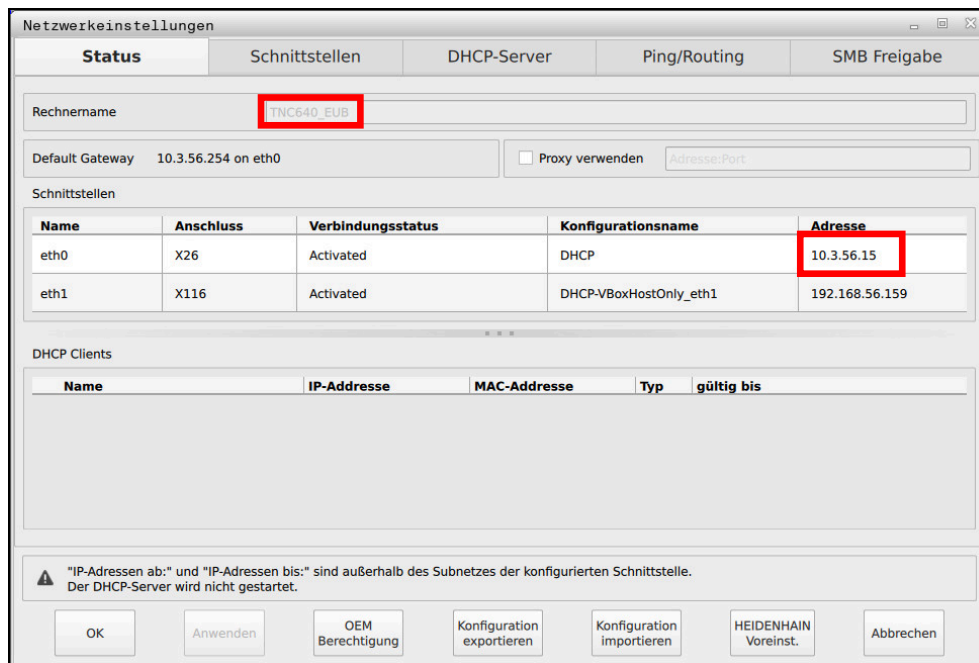 Netzwerkeinstellungen
Status Schnittstellen DHCP-Server Ping/Routing SMB Freigabe
Rechnername TNC640_EUB
Default Gateway 10.3.56.254 on eth0 Proxy verwenden Adresse:Port
Schnittstellen
Name Anschluss Verbindungsstatus Konfigurationsname Adresse
eth0 X26 Activated DHCP 10.3.56.15
eth1 X116 Activated DHCP-VBoxHostOnly_eth1 192.168.56.159
DHCP Clients
Name IP-Addresse MAC-Addresse Typ gültig bis
"IP-Adressen ab:" und "IP-Adressen bis:" sind außerhalb des Subnetzes der konfigurierten Schnittstelle.
Der DHCP-Server wird nicht gestartet.
OK Anwenden OEM Berechtigung Konfiguration exportieren Konfiguration importieren HEIDENHAIN Voreinst. Abbrechen